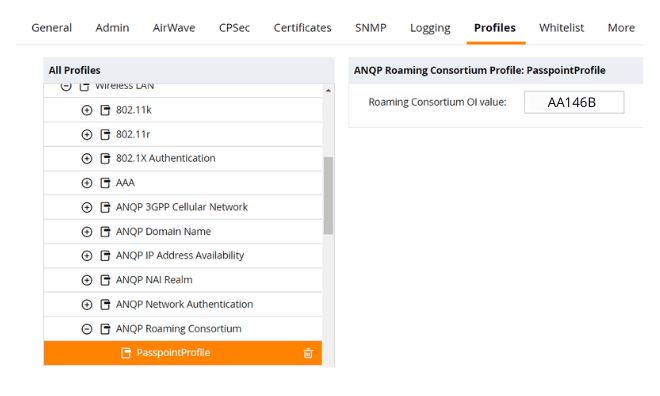 General Admin AirWave CPSec Certificates SNMP Logging Profiles Whitelist More
All Profiles
Wireless LAN
802.11k
802.11r
802.1X Authentication
AAA
ANQP 3GPP Cellular Network
ANQP Domain Name
ANQP IP Address Availability
ANQP NAI Realm
ANQP Network Authentication
ANQP Roaming Consortium
PasspointProfile
ANQP Roaming Consortium Profile: PasspointProfile
Roaming Consortium OI value: AA146B